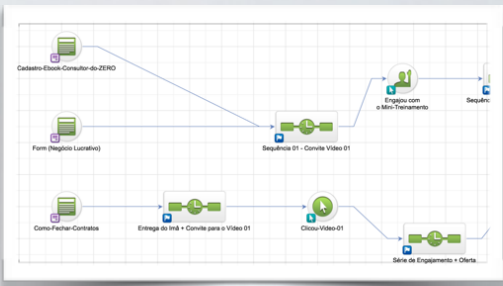 Cadastro-Ebook-Consultor-do-ZERO
Engajou com
o Mini-Treinamento
Form (Negócio Lucrativo)
Sequência 01 - Convite Vídeo 01
Como-Fechar-Contratos
Entrega do Imã + Convite para o Vídeo 01
Clicou-Video-01
Série de Engajamento + Oferta